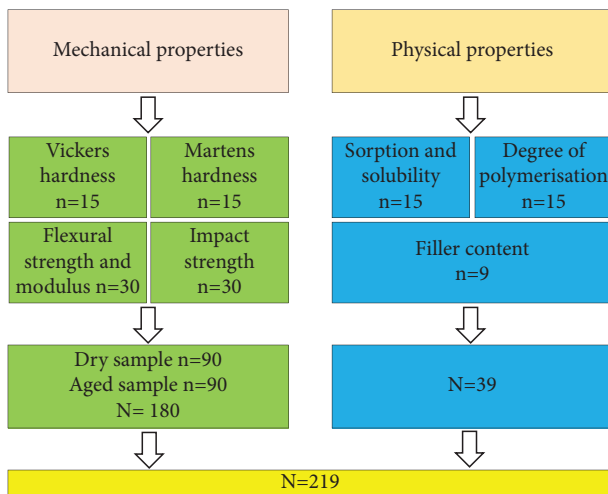 Mechanical properties
Physical properties
Vickers
hardness
n=15
Martens
hardness
n=15
Sorption and
solubility
n=15
Degree of
polymerisation
n=15
Flexural
strength and
modulus n=30
Impact
strength
n=30
Filler content
n=9
Dry sample n=90
Aged sample n=90
N= 180
N=39
N=219